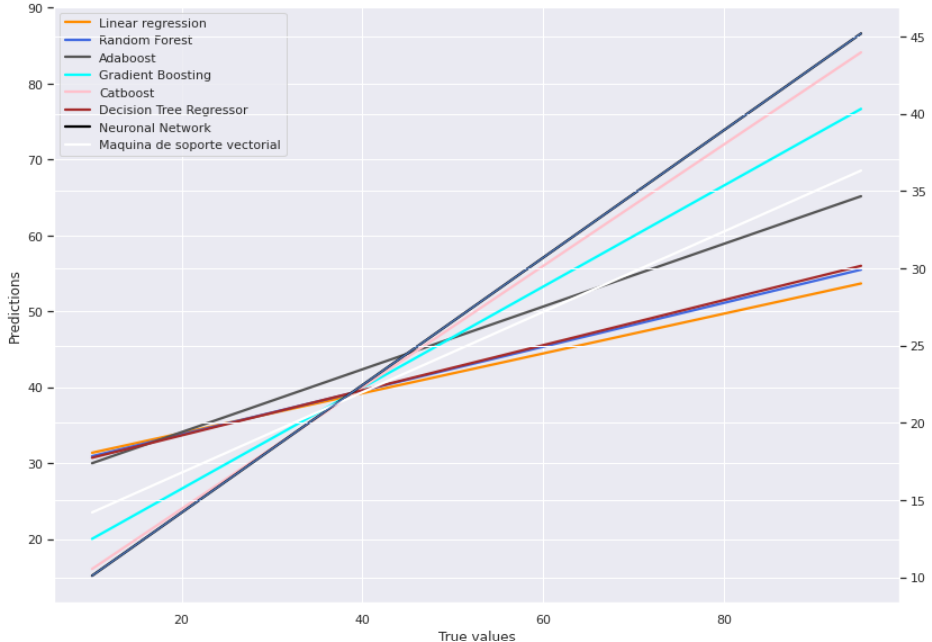 90
80
70
60
50
40
30
20
Predictions
Linear regression
Random Forest
Adaboost
Gradient Boosting
Catboost
Decision Tree Regressor
Neuronal Network
Maquina de soporte vectorial
45
40
35
30
25
20
15
10
20 40 60 80
True values